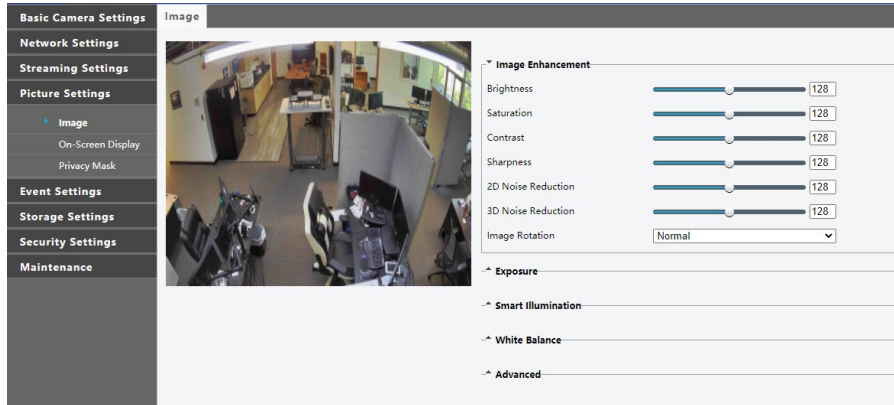 Basic Camera Settings
Network Settings
Streaming Settings
Picture Settings
Image
On-Screen Display
Privacy Mask
Event Settings
Storage Settings
Security Settings
Maintenance
Image
Image Enhancement
Brightness 128
Saturation 128
Contrast 128
Sharpness 128
2D Noise Reduction 128
3D Noise Reduction 128
Image Rotation Normal
Exposure
Smart Illumination
White Balance
Advanced